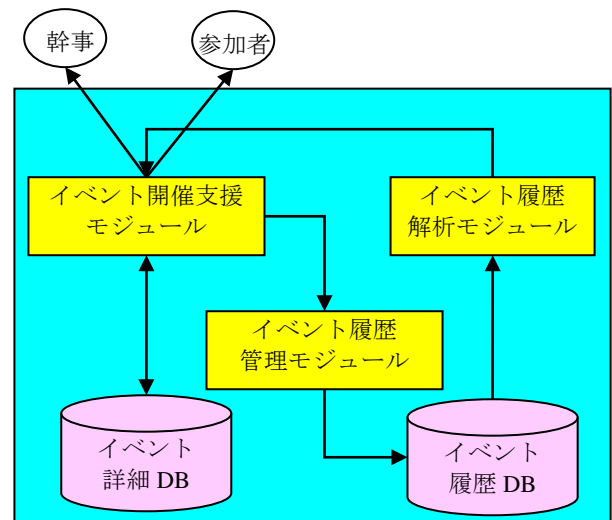 幹事
参加者
イベント開催支援
モジュール
イベント履歴
解析モジュール
イベント履歴
管理モジュール
イベント
詳細 DB
イベント
履歴 DB